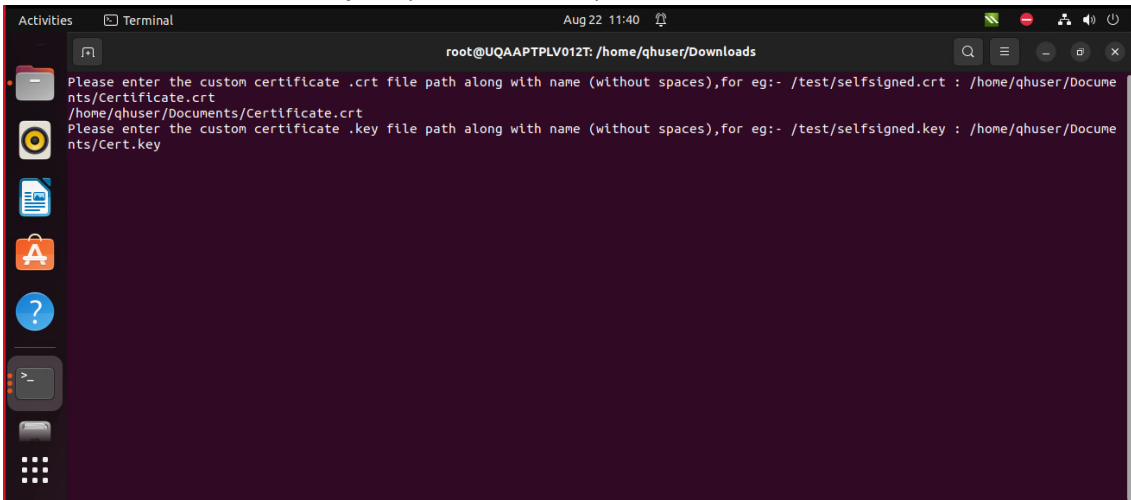 Activities
Terminal
Aug 22 11:40
root@UQAAPTPLV012T: /home/qhuser/Downloads
Please enter the custom certificate .crt file path along with name (without spaces),for eg:- /test/selfsigned.crt : /home/qhuser/Docume
nts/Certificate.crt
/home/qhuser/Documents/Certificate.crt
Please enter the custom certificate .key file path along with name (without spaces),for eg:- /test/selfsigned.key : /home/qhuser/Docume
nts/Cert.key